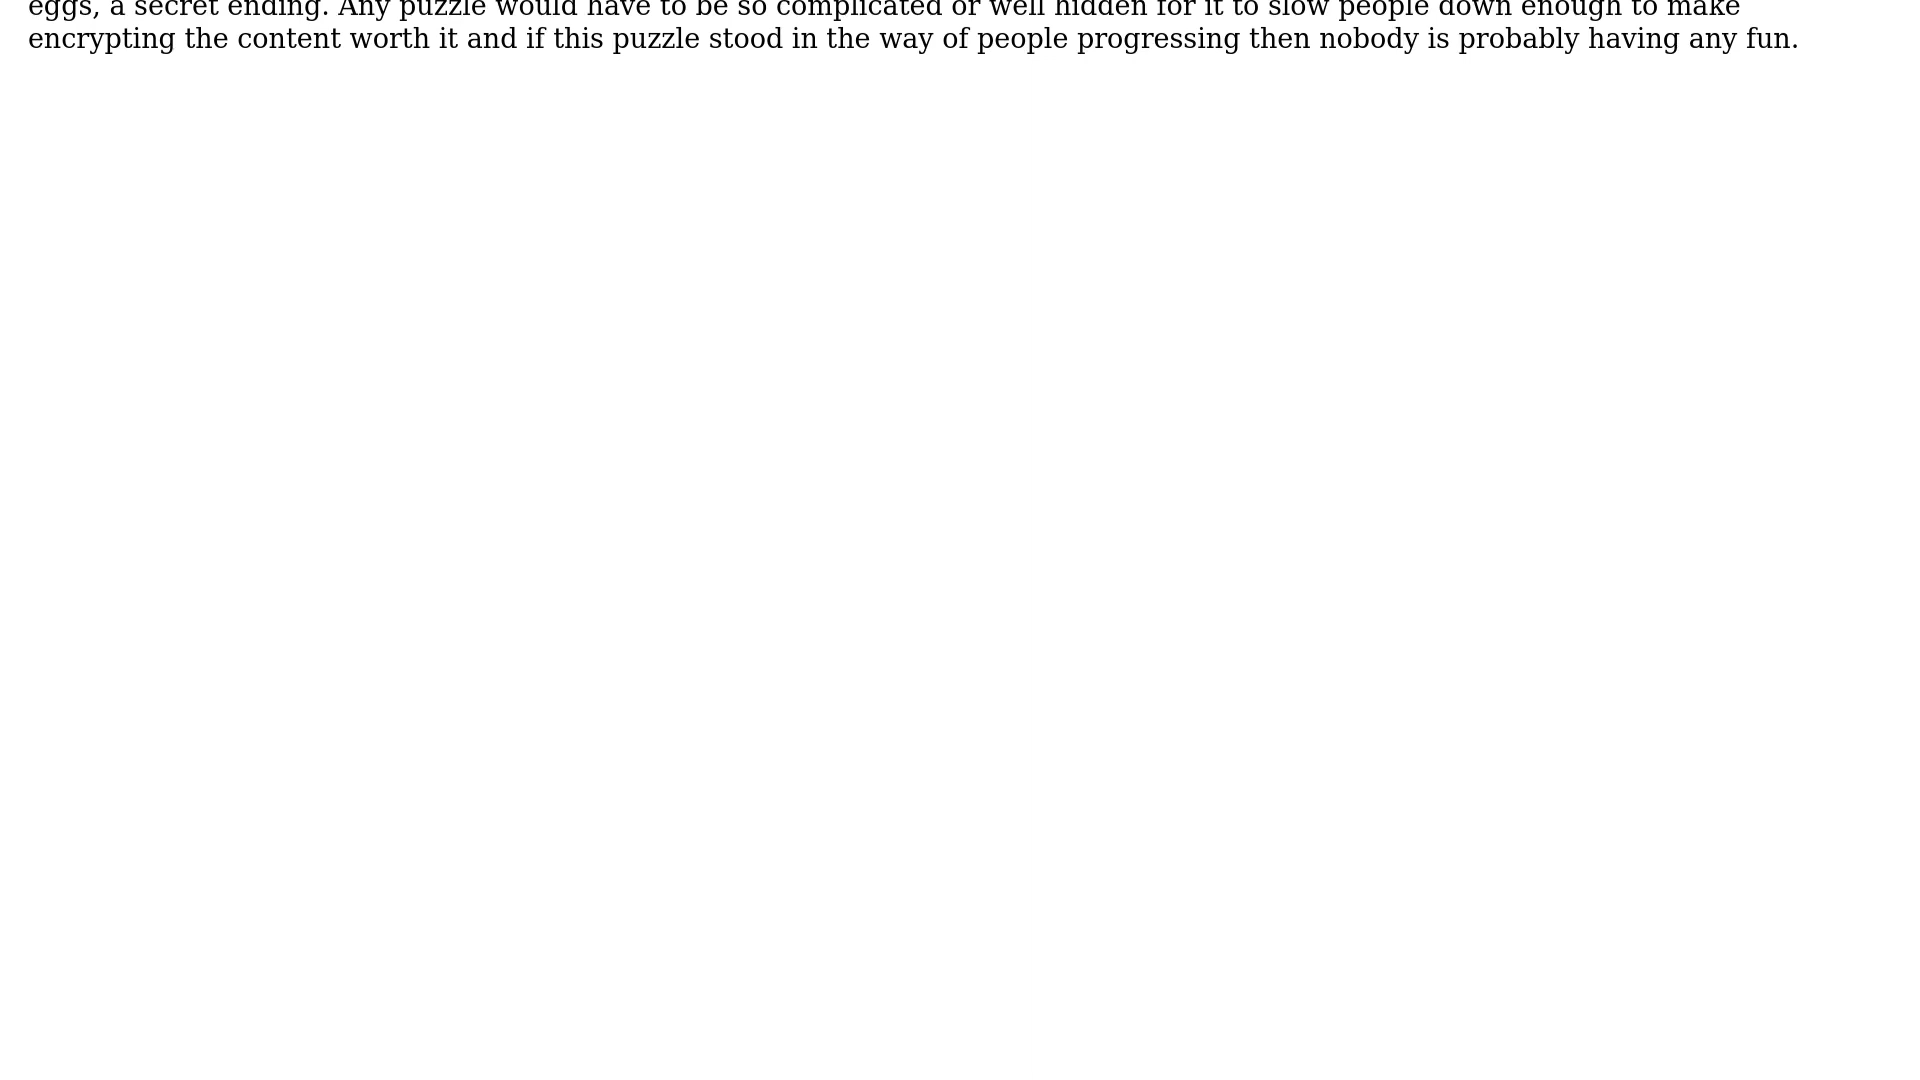 eggs, a secret ending. Any puzzle would have to be so complicated or well hidden for it to slow people down enough to make
encrypting the content worth it and if this puzzle stood in the way of people progressing then nobody is probably having any fun.